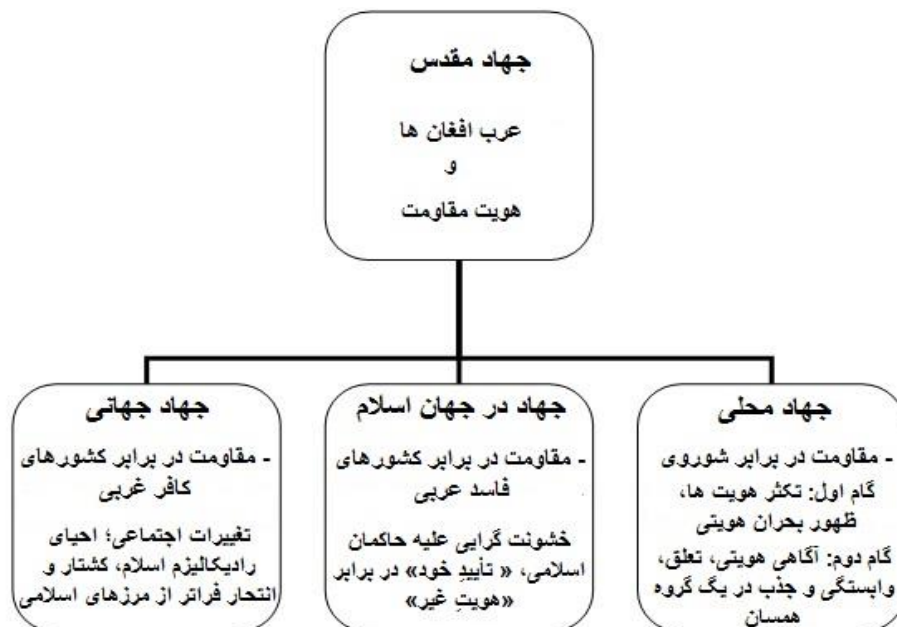 جهاد مقدس
عرب افغان ها
و
هویت مقاومت
جهاد محلی
- مقاومت در برابر شوروی
گام اول: تکثر هویت ها،
ظهور بحران هویتی
گام دوم: آگاهی هویتی، تعلق،
وابستگی و جذب در یگ گروه
همسان
جهاد در جهان اسلام
- مقاومت در برابر کشورهای
فاسد عربی
خشونت گرایی علیه حاکمان
اسلامی، « تأییدِ خود» در برابر
«هویتِ غیر»
جهاد جهانی
- مقاومت در برابر کشورهای
کافر غربی
تغییرات اجتماعی؛ احیای
رادیکالیزم اسلام، کشتار و
انتحار فراتر از مرزهای اسلامی